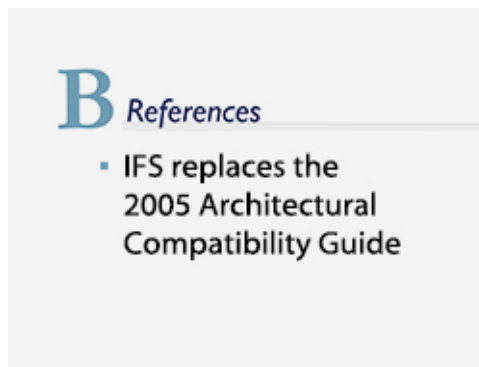 B References
▪ IFS replaces the
2005 Architectural
Compatibility Guide